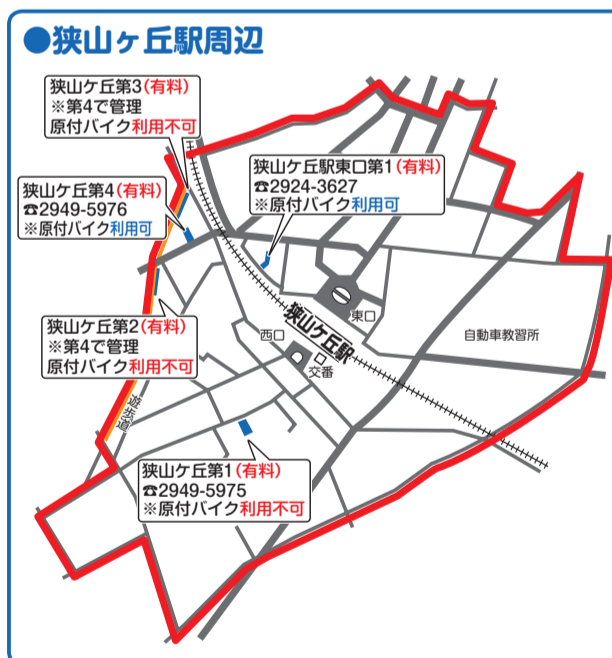 ●狭山ヶ丘駅周辺
狭山ケ丘第3(有料)
※第4で管理
原付バイク利用不可
狭山ケ丘第4(有料)
☎2949-5976
※原付バイク利用可
狭山ケ丘駅東口第1(有料)
☎2924-3627
※原付バイク利用可
狭山ケ丘第2(有料)
※第4で管理
原付バイク利用不可
東口
狭山ケ丘駅
自動車教習所
西口
交番
遊歩道
狭山ケ丘第1(有料)
☎2949-5975
※原付バイク利用不可